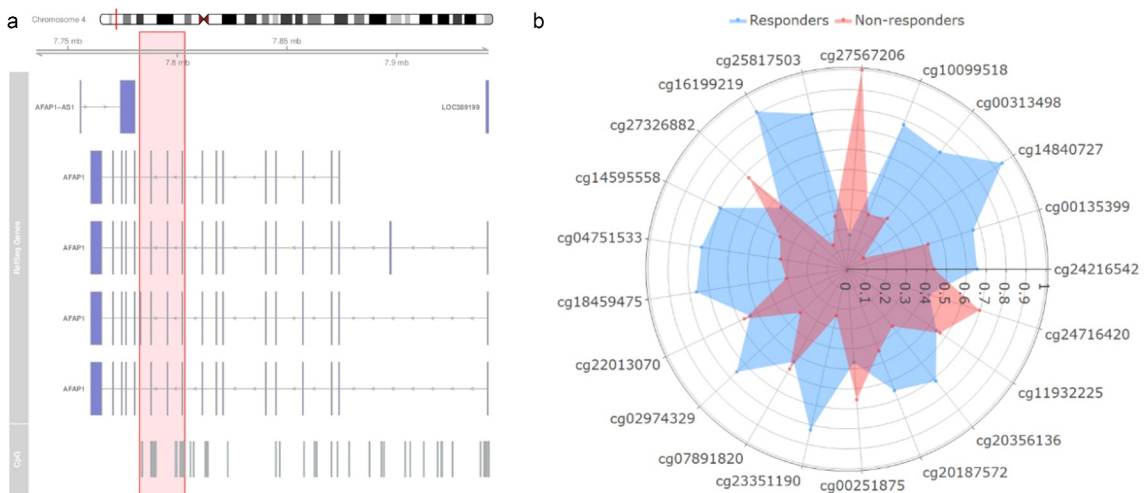 a
Chromosome 4
7.75 mb
7.85 mb
7.8 mb
7.9 mb
RefSeq Genes
AFAP1-AS1
LOC389199
AFAP1
AFAP1
AFAP1
AFAP1
CpG
b
Responders
Non-responders
cg27567206
cg10099518
cg00313498
cg14840727
cg00135399
cg24216542
cg24716420
cg11932225
cg20356136
cg20187572
cg00251875
cg23351190
cg07891820
cg02974329
cg22013070
cg18459475
cg04751533
cg14595558
cg27326882
cg16199219
cg25817503
0
0.1
0.2
0.3
0.4
0.5
0.6
0.7
0.8
0.9
1